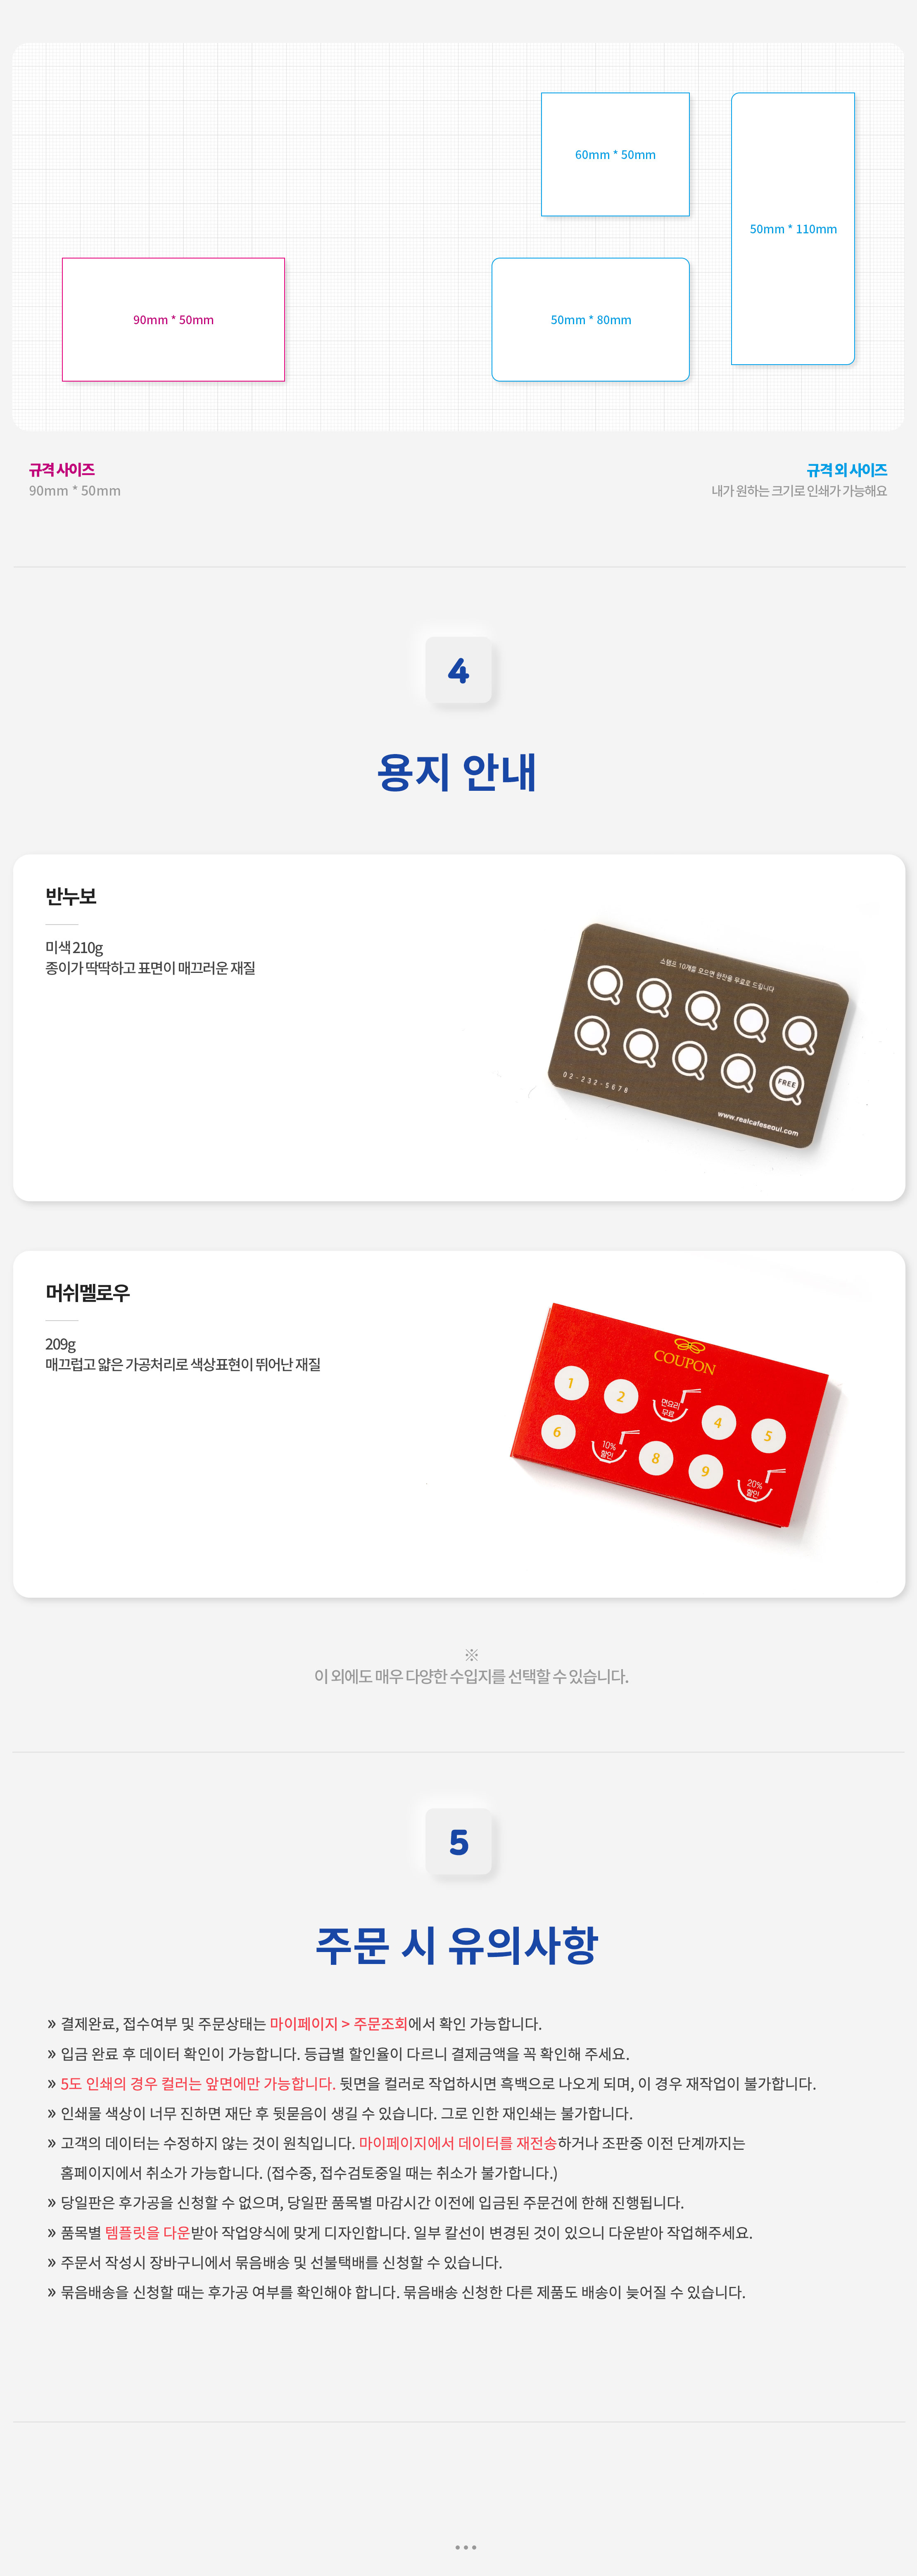 60mm * 50mm
50mm * 110mm
90mm * 50mm
50mm * 80mm
규격 사이즈
90mm * 50mm
규격 외 사이즈
내가 원하는 크기로 인쇄가 가능해요
4
용지 안내
반누보
미색 210g
종이가 딱딱하고 표면이 매끄러운 재질
스탬프 10개를 모으면 한잔을 무료로 드립니다
FREE
02-232-5678
www.realcafeseoul.com
머쉬멜로우
209g
매끄럽고 얇은 가공처리로 색상표현이 뛰어난 재질
COUPON
1
2
면요리
무료
4
5
6
10%
할인
8
9
20%
할인
※
이 외에도 매우 다양한 수입지를 선택할 수 있습니다.
5
주문 시 유의사항
» 결제완료, 접수여부 및 주문상태는 마이페이지 > 주문조회에서 확인 가능합니다.
» 입금 완료 후 데이터 확인이 가능합니다. 등급별 할인율이 다르니 결제금액을 꼭 확인해 주세요.
» 5도 인쇄의 경우 컬러는 앞면에만 가능합니다. 뒷면을 컬러로 작업하시면 흑백으로 나오게 되며, 이 경우 재작업이 불가합니다.
» 인쇄물 색상이 너무 진하면 재단 후 뒷묻음이 생길 수 있습니다. 그로 인한 재인쇄는 불가합니다.
» 고객의 데이터는 수정하지 않는 것이 원칙입니다. 마이페이지에서 데이터를 재전송하거나 조판중 이전 단계까지는
홈페이지에서 취소가 가능합니다. (접수중, 접수검토중일 때는 취소가 불가합니다.)
» 당일판은 후가공을 신청할 수 없으며, 당일판 품목별 마감시간 이전에 입금된 주문건에 한해 진행됩니다.
» 품목별 템플릿을 다운받아 작업양식에 맞게 디자인합니다. 일부 칼선이 변경된 것이 있으니 다운받아 작업해주세요.
» 주문서 작성시 장바구니에서 묶음배송 및 선불택배를 신청할 수 있습니다.
» 묶음배송을 신청할 때는 후가공 여부를 확인해야 합니다. 묶음배송 신청한 다른 제품도 배송이 늦어질 수 있습니다.